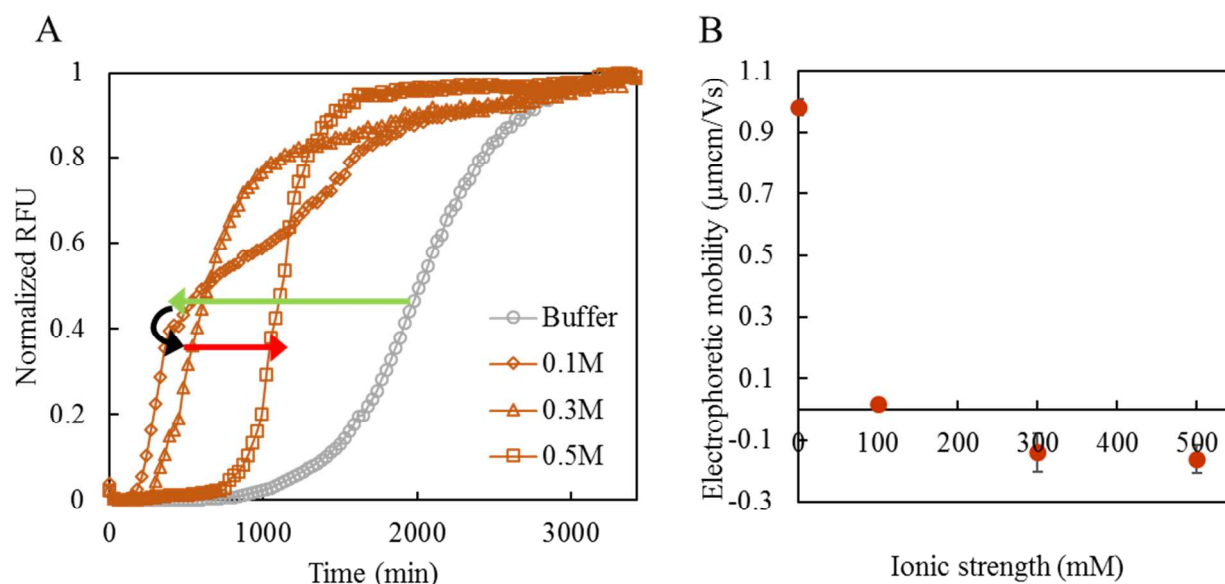 A
Normalized RFU
1
0.8
0.6
0.4
0.2
0
0
1000
2000
3000
Time (min)
Buffer
0.1M
0.3M
0.5M
B
Electrophoretic mobility (µmcm/Vs)
1.1
0.9
0.7
0.5
0.3
0.1
-0.1
-0.3
0
100
200
300
400
500
Ionic strength (mM)